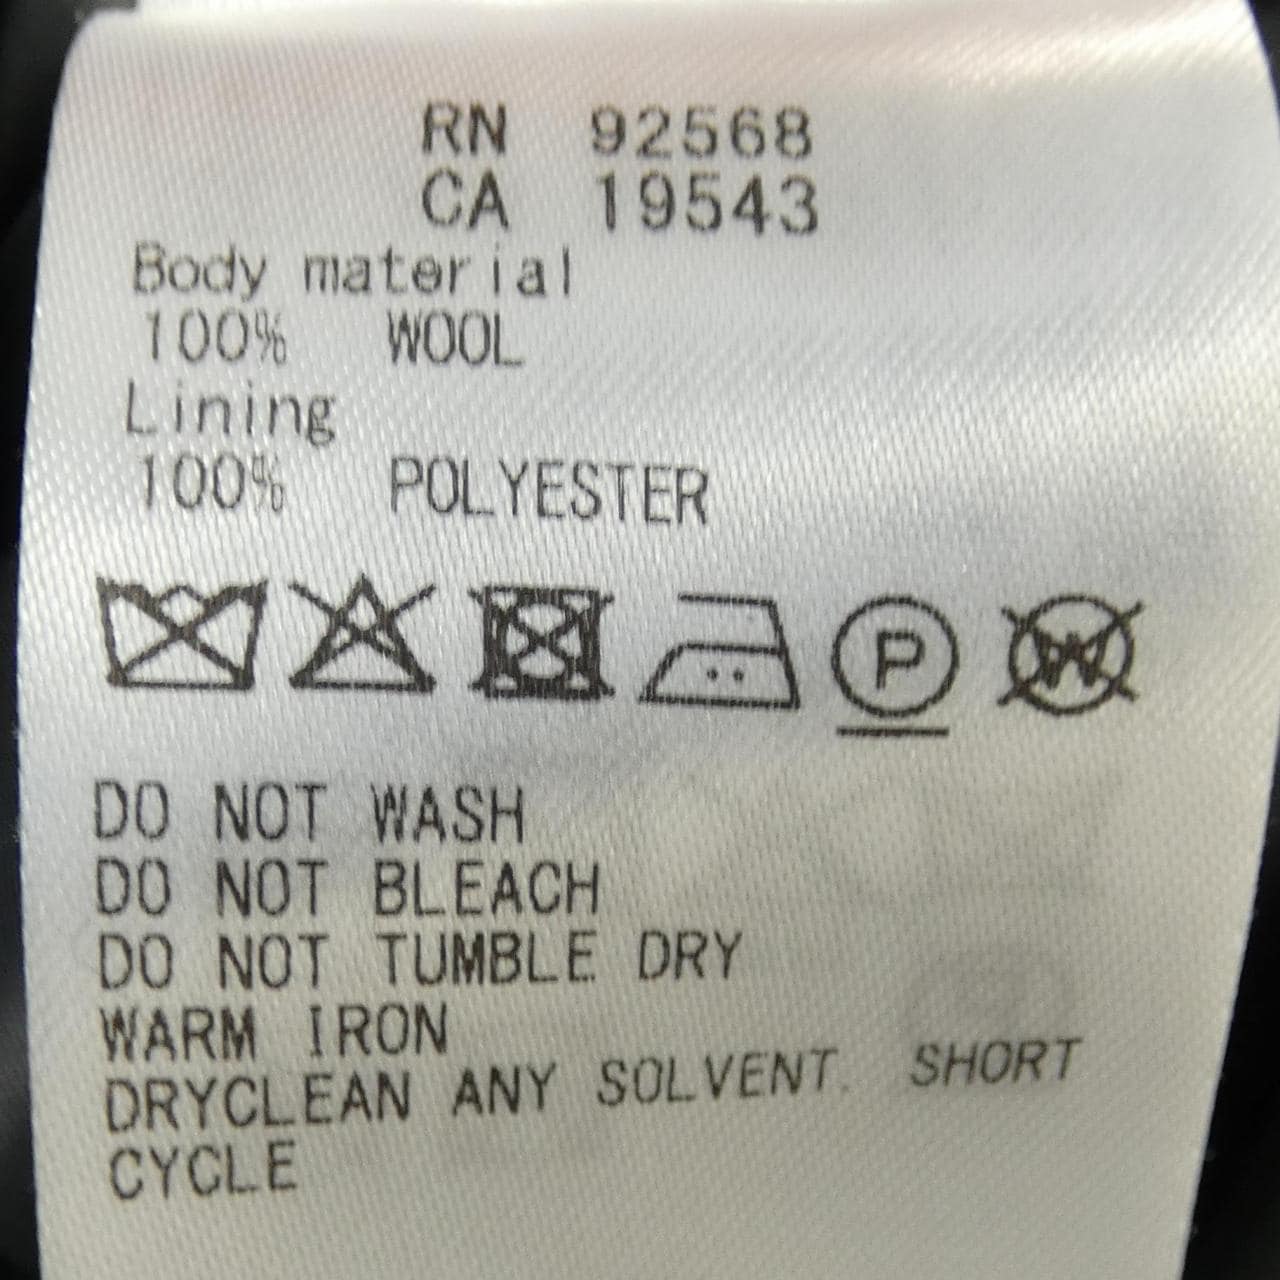 RN 92568
CA 19543
Body material
100% WOOL
Lining
100% POLYESTER
P W
DO NOT WASH
DO NOT BLEACH
DO NOT TUMBLE DRY
WARM IRON
DRYCLEAN ANY SOLVENT. SHORT
CYCLE